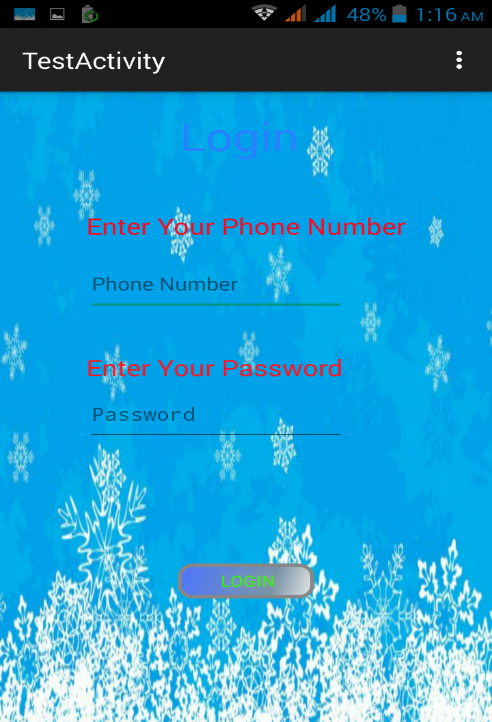 48% 1:16 AM
TestActivity
Login
Enter Your Phone Number
Phone Number
Enter Your Password
Password
LOGIN